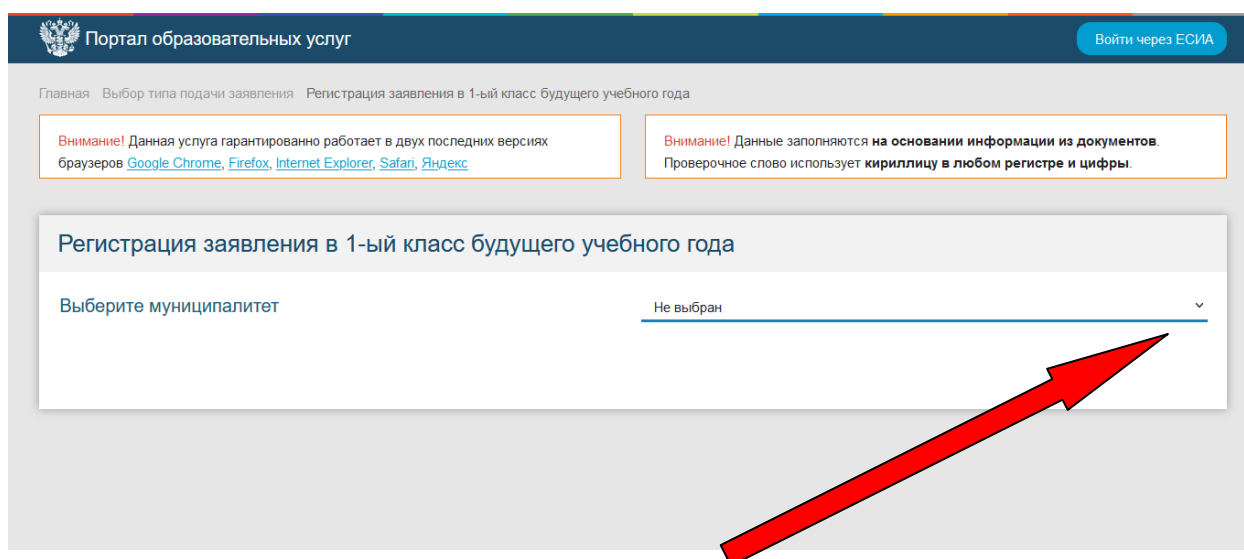 Портал образовательных услуг
Войти через ЕСИА
Главная Выбор типа подачи заявления Регистрация заявления в 1-ый класс будущего учебного года
Внимание! Данная услуга гарантированно работает в двух последних версиях
браузеров Google Chrome, Firefox, Internet Explorer, Safari, Яндекс
Внимание! Данные заполняются на основании информации из документов.
Проверочное слово использует кириллицу в любом регистре и цифры.
Регистрация заявления в 1-ый класс будущего учебного года
Выберите муниципалитет
Не выбран